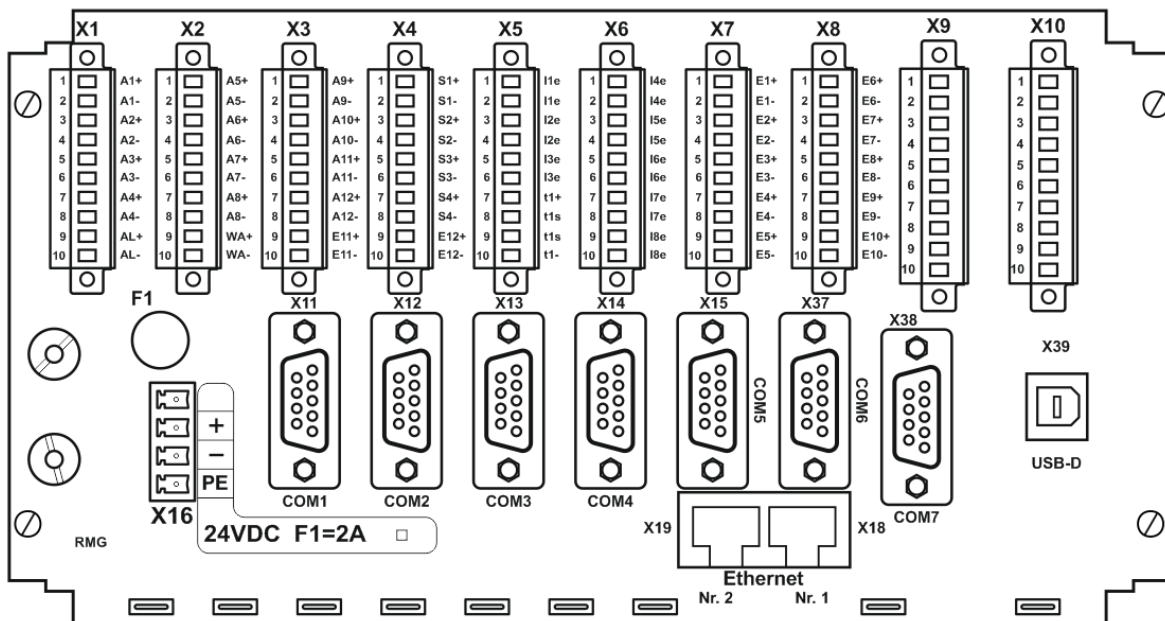 X1 X2 X3 X4 X5 X6 X7 X8 X9 X10
1 A1+ 1 A5+ 1 A9+ 1 S1+ 1 I1e 1 I4e 1 E1+ 1 E6+ 1 1
2 A1- 2 A5- 2 A9- 2 S1- 2 I1e 2 I4e 2 E1- 2 E6- 2 2
3 A2+ 3 A6+ 3 A10+ 3 S2+ 3 I2e 3 I5e 3 E2+ 3 E7+ 3 3
4 A2- 4 A6- 4 A10- 4 S2- 4 I2e 4 I5e 4 E2- 4 E7- 4 4
5 A3+ 5 A7+ 5 A11+ 5 S3+ 5 I3e 5 I6e 5 E3+ 5 E8+ 5 5
6 A3- 6 A7- 6 A11- 6 S3- 6 I3e 6 I6e 6 E3- 6 E8- 6 6
7 A4+ 7 A8+ 7 A12+ 7 S4+ 7 t1+ 7 I7e 7 E4+ 7 E9+ 7 7
8 A4- 8 A8- 8 A12- 8 S4- 8 t1s 8 I7e 8 E4- 8 E9- 8 8
9 AL+ 9 WA+ 9 E11+ 9 E12+ 9 t1s 9 I8e 9 E5+ 9 E10+ 9 9
10 AL- 10 WA- 10 E11- 10 E12- 10 t1- 10 I8e 10 E5- 10 E10- 10 10
F1 X11 X12 X13 X14 X15 X37 X38 X39
COM5 COM6
+
−
PE
USB-D
COM1 COM2 COM3 COM4 COM7
X16
24VDC F1=2A
X19 X18
RMG
Ethernet
Nr. 2 Nr. 1